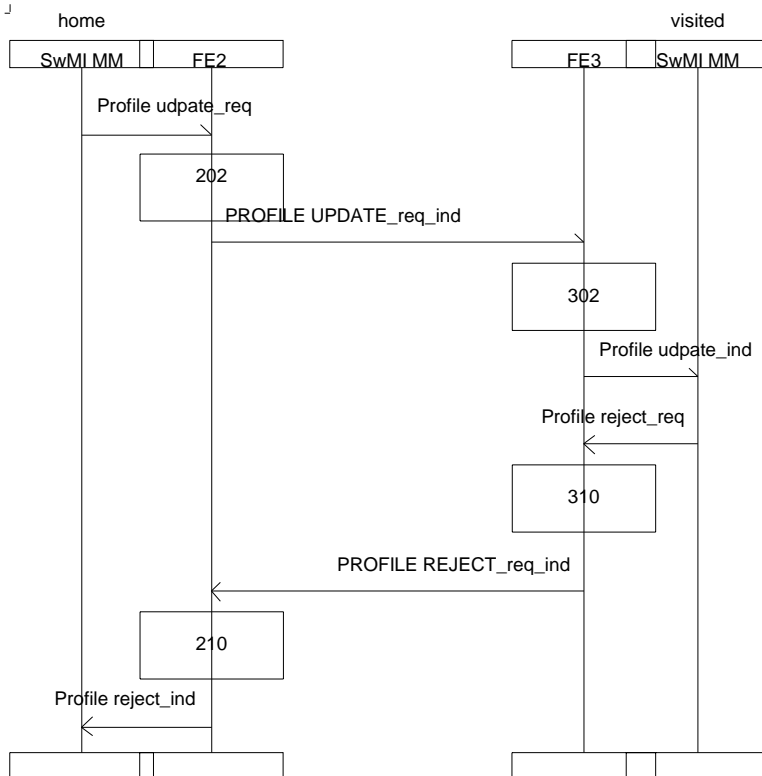 home visited
SwMI MM FE2 FE3 SwMI MM
Profile udpate_req
202
PROFILE UPDATE_req_ind
302
Profile udpate_ind
Profile reject_req
310
PROFILE REJECT_req_ind
210
Profile reject_ind